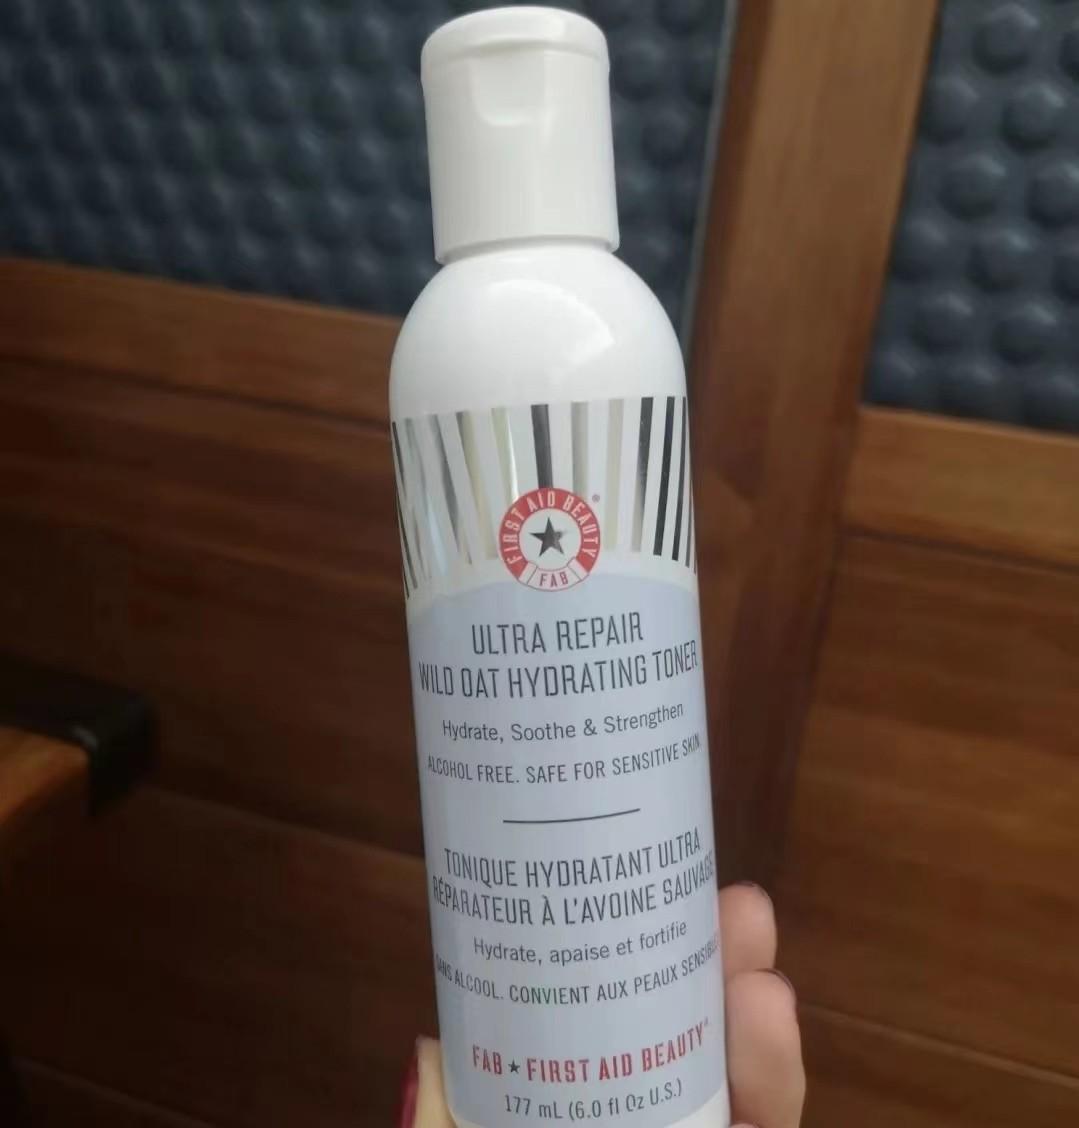 FIRST AID BEAUTY ®
FAB
ULTRA REPAIR
WILD OAT HYDRATING TONER
Hydrate, Soothe & Strengthen
ALCOHOL FREE. SAFE FOR SENSITIVE SKIN.
TONIQUE HYDRATANT ULTRA
RÉPARATEUR À L'AVOINE SAUVAGE
Hydrate, apaise et fortifie
SANS ALCOOL. CONVIENT AUX PEAUX
FAB ★ FIRST AID BEAUTY®
177 mL (6.0 fl Oz U.S.)